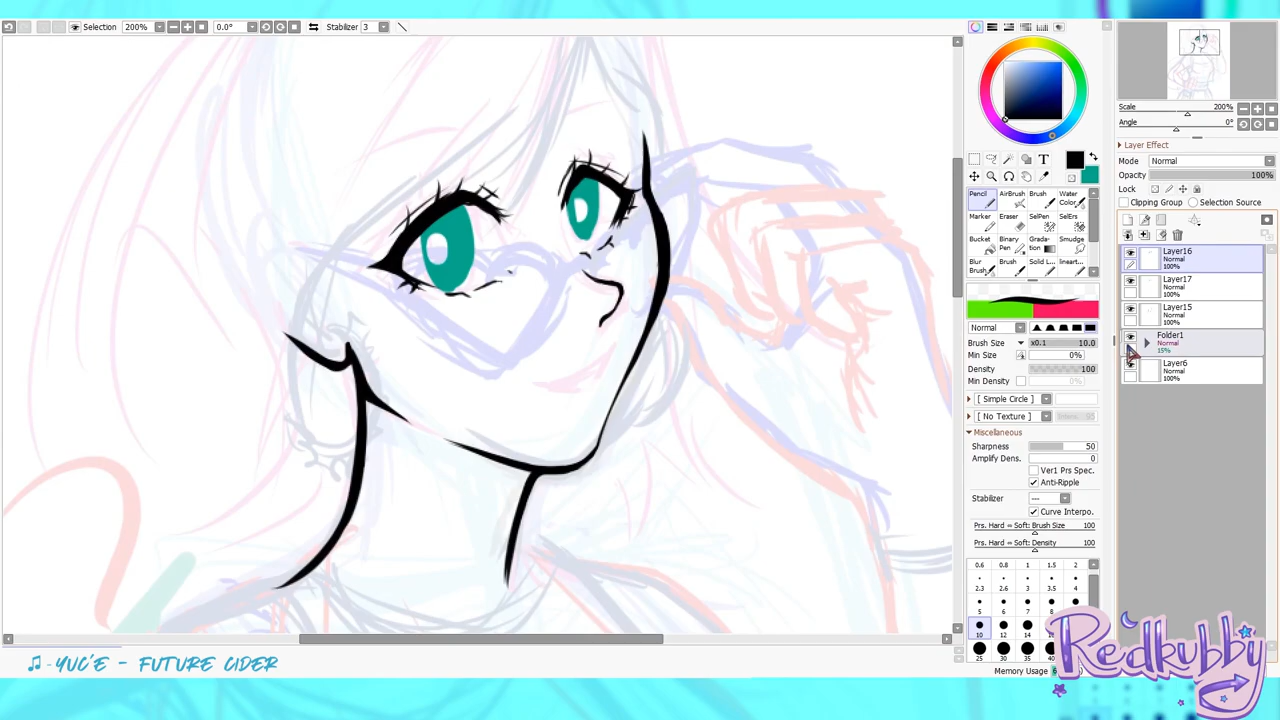 Selection 200% 0.0° Stabilizer 3
Scale 200%
Angle 0°
Layer Effect
Mode Normal
Opacity 100%
Lock
Clipping Group Selection Source
Layer16
Normal
100%
Layer17
Normal
100%
Layer15
Normal
100%
Folder1
Normal
15%
Layer6
Normal
100%
T
Pencil AirBrush Brush Water Color
Marker Eraser SelPen SelErs
Bucket Binary Pen Grada-tion Smudge
Blur Brush Brush Solid L... lineart...
Normal
Brush Size x0.1 10.0
Min Size 0%
Density 100
Min Density 0%
[ Simple Circle ]
[ No Texture ] 95
Miscellaneous
Sharpness 50
Amplify Dens. 0
Ver1 Prs Spec.
Anti-Ripple
Stabilizer ---
Curve Interpo.
Prs. Hard ⇔ Soft: Brush Size 100
Prs. Hard ⇔ Soft: Density 100
0.6 0.8 1 1.5 2
2.3 2.6 3 3.5 4
5 6 7 8
10 12 14
25 30 35 40
Memory Usage
♫ - YUC'E - FUTURE CIDER
Redkubby